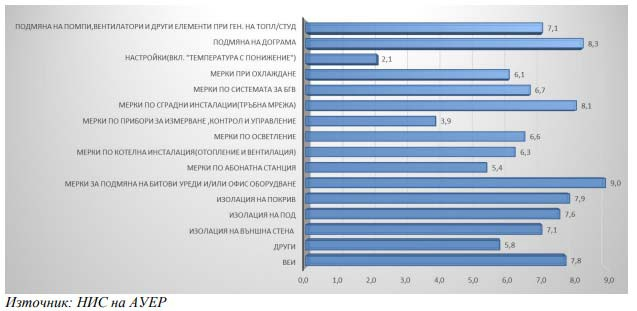 ПОДМЯНА НА ПОМПИ,ВЕНТИЛАТОРИ И ДРУГИ ЕЛЕМЕНТИ ПРИ ГЕН. НА ТОПЛ/СТУД 7,1
ПОДМЯНА НА ДОГРАМА 8,3
НАСТРОЙКИ(ВКЛ. "ТЕМПЕРАТУРА С ПОНИЖЕНИЕ") 2,1
МЕРКИ ПРИ ОХЛАЖДАНЕ 6,1
МЕРКИ ПО СИСТЕМАТА ЗА БГВ 6,7
МЕРКИ ПО СГРАДНИ ИНСТАЛАЦИИ(ТРЪБНА МРЕЖА) 8,1
МЕРКИ ПО ПРИБОРИ ЗА ИЗМЕРВАНЕ ,КОНТРОЛ И УПРАВЛЕНИЕ 3,9
МЕРКИ ПО ОСВЕТЛЕНИЕ 6,6
МЕРКИ ПО КОТЕЛНА ИНСТАЛАЦИЯ(ОТОПЛЕНИЕ И ВЕНТИЛАЦИЯ) 6,3
МЕРКИ ПО АБОНАТНА СТАНЦИЯ 5,4
МЕРКИ ЗА ПОДМЯНА НА БИТОВИ УРЕДИ И/ИЛИ ОФИС ОБОРУДВАНЕ 9,0
ИЗОЛАЦИЯ НА ПОКРИВ 7,9
ИЗОЛАЦИЯ НА ПОД 7,6
ИЗОЛАЦИЯ НА ВЪНШНА СТЕНА 7,1
ДРУГИ 5,8
ВЕИ 7,8
0,0 1,0 2,0 3,0 4,0 5,0 6,0 7,0 8,0 9,0
Източник: НИС на АУЕР